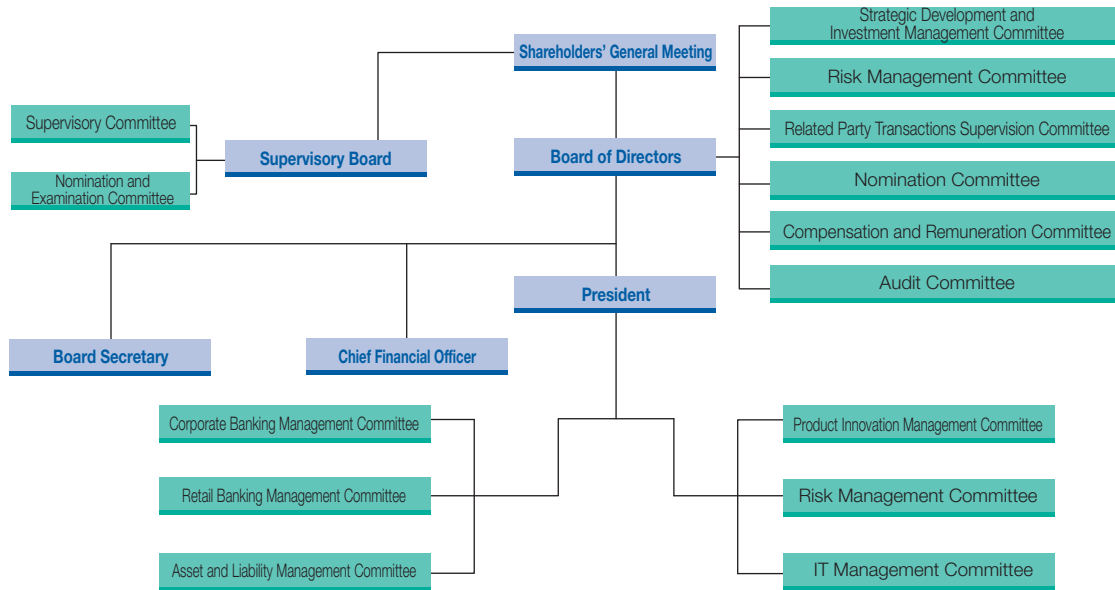 Strategic Development and
Investment Management Committee
Shareholders' General Meeting
Risk Management Committee
Supervisory Committee
Related Party Transactions Supervision Committee
Supervisory Board
Board of Directors
Nomination and
Examination Committee
Nomination Committee
Compensation and Remuneration Committee
Audit Committee
President
Board Secretary
Chief Financial Officer
Corporate Banking Management Committee
Product Innovation Management Committee
Retail Banking Management Committee
Risk Management Committee
Asset and Liability Management Committee
IT Management Committee